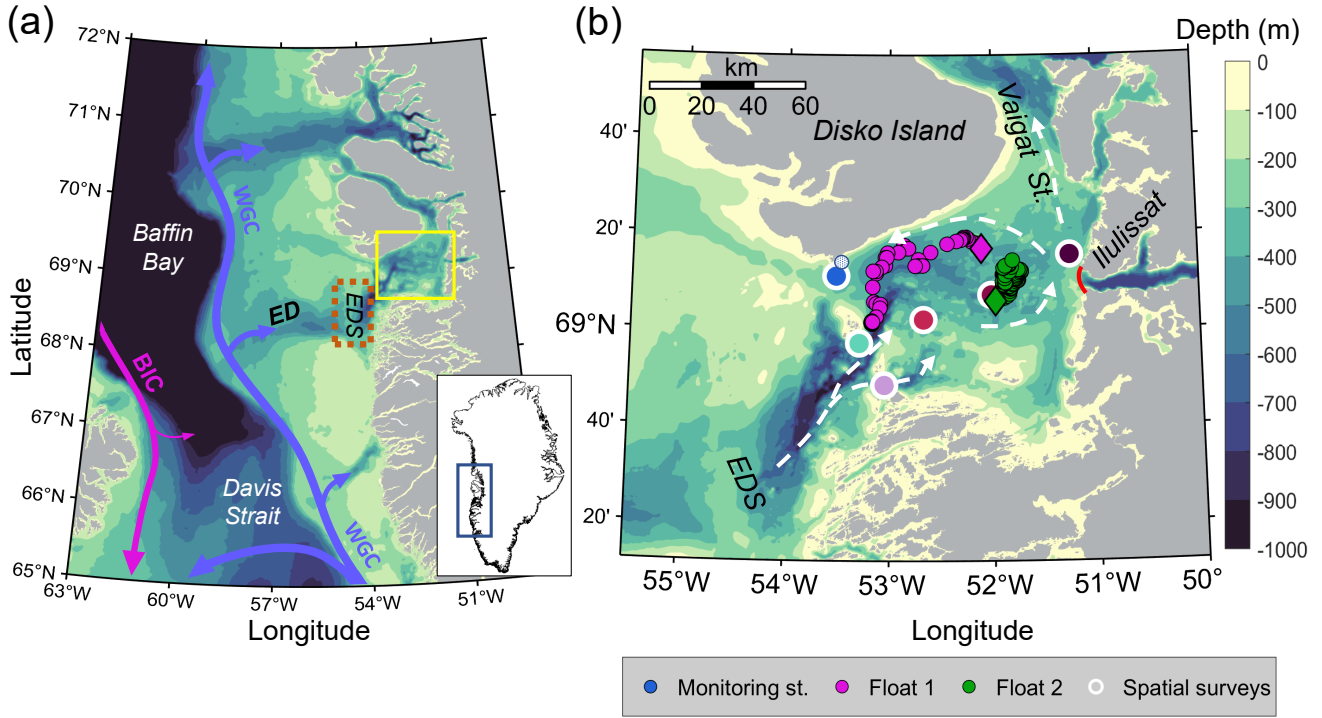 (a)
72°N
71°N
70°N
69°N
68°N
67°N
66°N
65°N
Latitude
63°W
60°W
57°W
54°W
51°W
Longitude
Baffin
Bay
WGC
ED
EDS
BIC
Davis
Strait
WGC
(b)
km
0 20 40 60
Disko Island
Vaigat St.
Ilulissat
EDS
40'
20'
69°N
40'
20'
55°W
54°W
53°W
52°W
51°W
50°W
Longitude
Depth (m)
0
-100
-200
-300
-400
-500
-600
-700
-800
-900
-1000
Monitoring st.
Float 1
Float 2
Spatial surveys